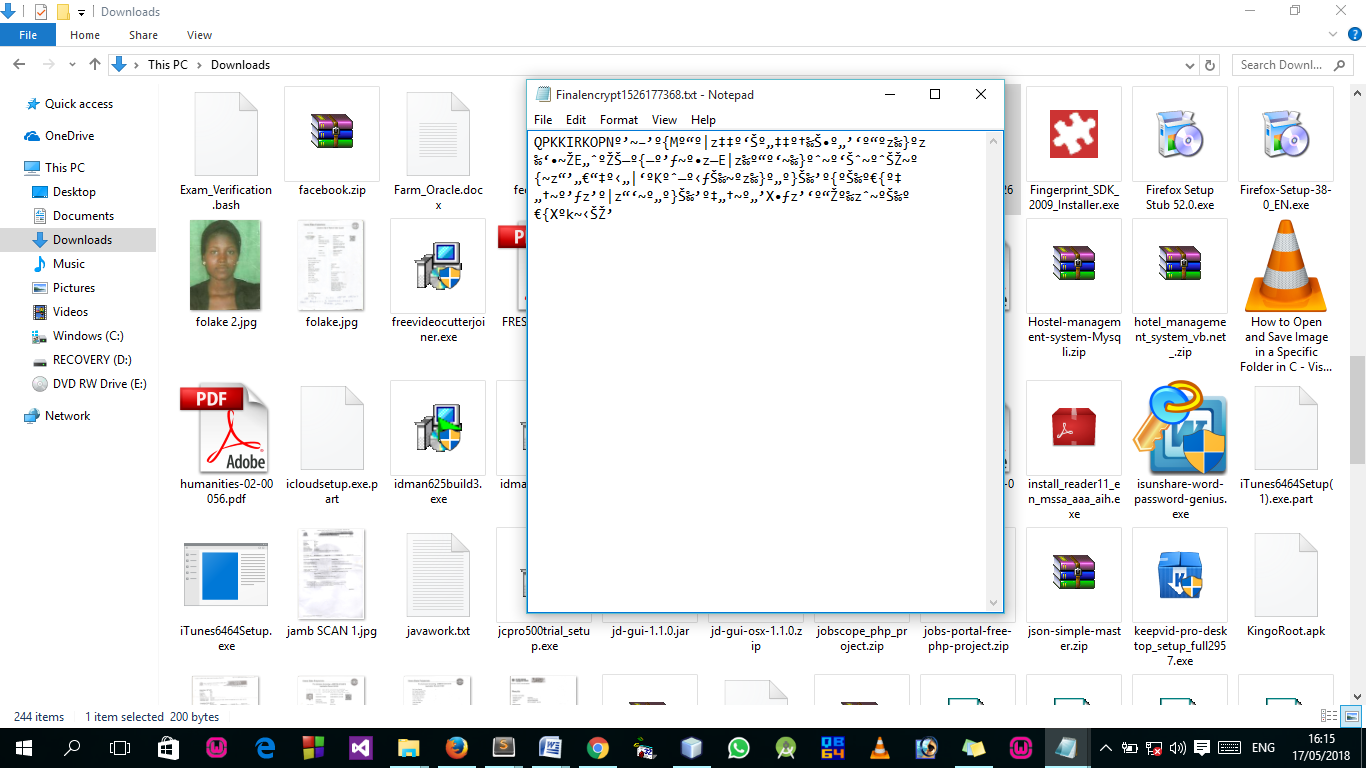 Downloads
File Home Share View
This PC Downloads
Search Downl...
Quick access
OneDrive
This PC
Desktop
Documents
Downloads
Music
Pictures
Videos
Windows (C:)
RECOVERY (D:)
DVD RW Drive (E:)
Network
Exam_Verification
.bash
facebook.zip
Farm_Oracle.doc
x
Fingerprint_SDK_
2009_Installer.exe
Firefox Setup
Stub 52.0.exe
Firefox-Setup-38-
0_EN.exe
folake 2.jpg
folake.jpg
freevideocutterjoi
ner.exe
Hostel-manage
ment-system-Mysq
li.zip
hotel_manageme
nt_system_vb.net
_.zip
How to Open
and Save Image
in a Specific
Folder in C - Vis...
PDF
Adobe
humanities-02-00
056.pdf
icloudsetup.exe.p
art
idman625build3.
exe
install_reader11_e
n_mssa_aaa_aih.e
xe
isunshare-word-
password-genius.
exe
iTunes6464Setup(
1).exe.part
iTunes6464Setup.
exe
jamb SCAN 1.jpg
javawork.txt
jcpro500trial_setu
p.exe
jd-gui-1.1.0.jar
jd-gui-osx-1.1.0.z
ip
jobscope_php_pr
oject.zip
jobs-portal-free-
php-project.zip
json-simple-mast
er.zip
keepvid-pro-desk
top_setup_full295
7.exe
KingoRoot.apk
Finalencrypt1526177368.txt - Notepad
File Edit Format View Help
244 items 1 item selected 200 bytes
ENG
16:15
17/05/2018